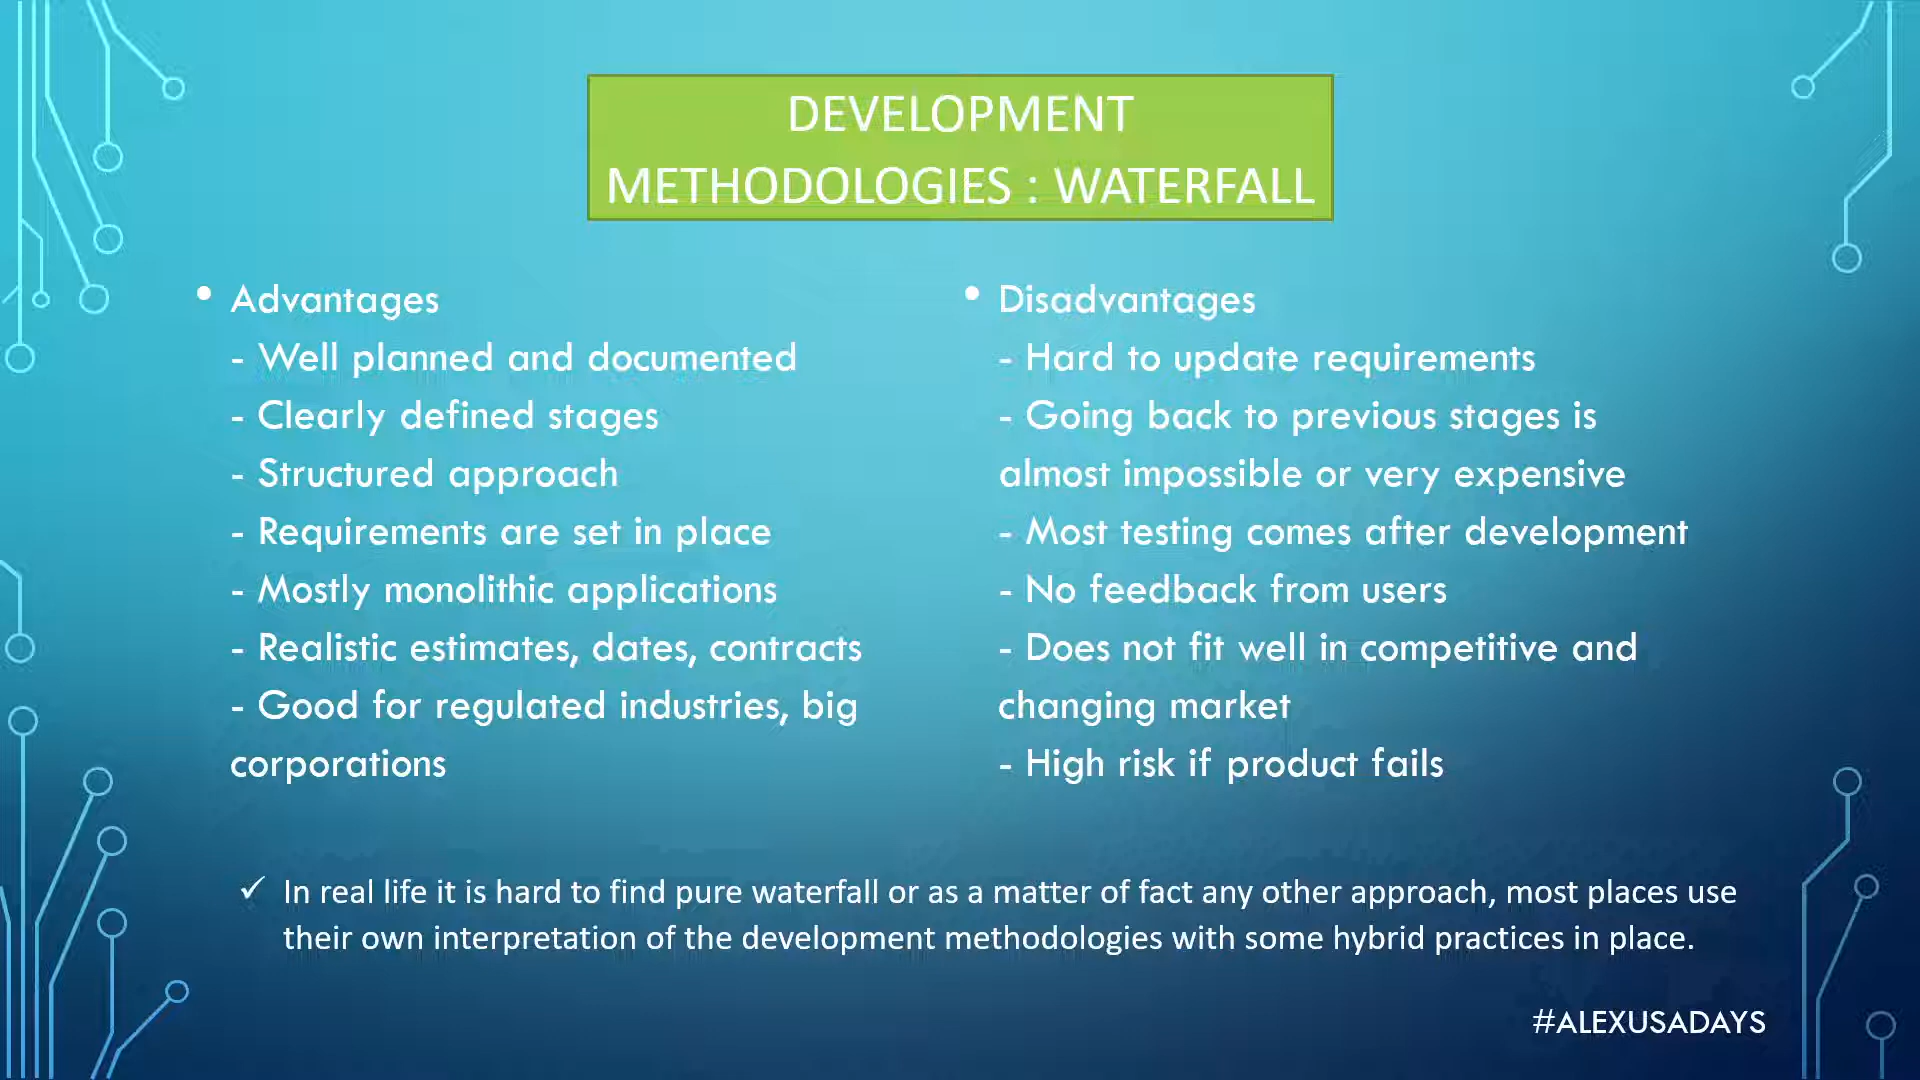 DEVELOPMENT
METHODOLOGIES : WATERFALL
• Advantages
- Well planned and documented
- Clearly defined stages
- Structured approach
- Requirements are set in place
- Mostly monolithic applications
- Realistic estimates, dates, contracts
- Good for regulated industries, big
corporations
• Disadvantages
- Hard to update requirements
- Going back to previous stages is
almost impossible or very expensive
- Most testing comes after development
- No feedback from users
- Does not fit well in competitive and
changing market
- High risk if product fails
✓ In real life it is hard to find pure waterfall or as a matter of fact any other approach, most places use
their own interpretation of the development methodologies with some hybrid practices in place.
#ALEXUSADAYS